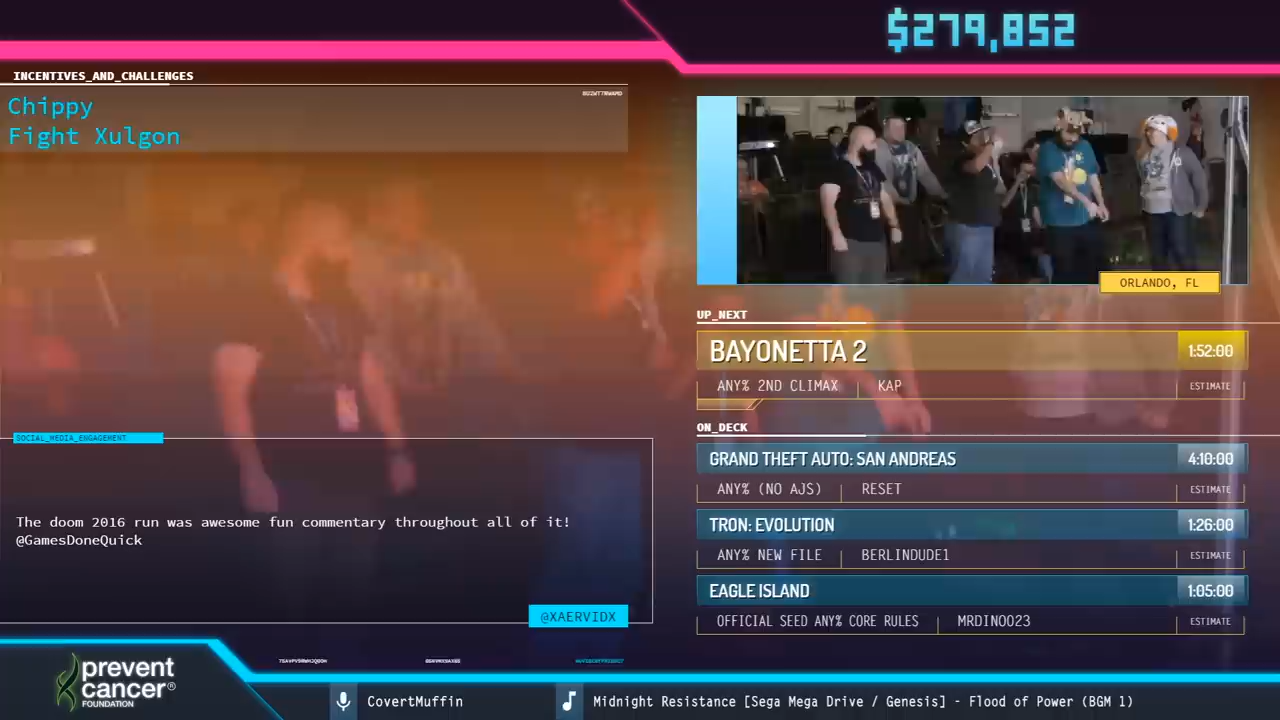 $279,852
INCENTIVES_AND_CHALLENGES
Chippy
Fight Xulgon
ORLANDO, FL
UP_NEXT
BAYONETTA 2 1:52:00
ANY% 2ND CLIMAX KAP ESTIMATE
ON_DECK
GRAND THEFT AUTO: SAN ANDREAS 4:10:00
ANY% (NO AJS) RESET ESTIMATE
TRON: EVOLUTION 1:26:00
ANY% NEW FILE BERLINDUDE1 ESTIMATE
EAGLE ISLAND 1:05:00
OFFICIAL SEED ANY% CORE RULES MRDINO023 ESTIMATE
SOCIAL_MEDIA_ENGAGEMENT
The doom 2016 run was awesome fun commentary throughout all of it!
@GamesDoneQuick
@XAERVIDX
prevent
cancer®
FOUNDATION
CovertMuffin
Midnight Resistance [Sega Mega Drive / Genesis] - Flood of Power (BGM 1)